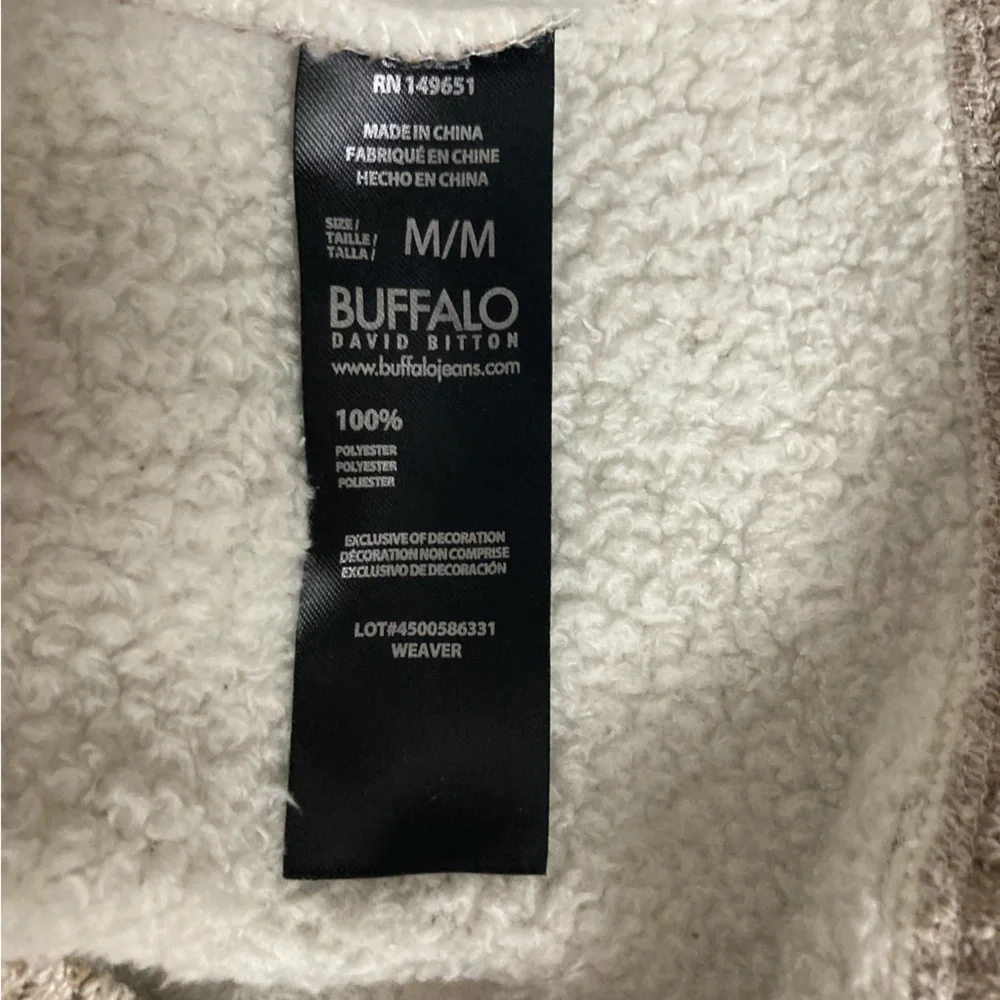 RN 149651
MADE IN CHINA
FABRIQUÉ EN CHINE
HECHO EN CHINA
SIZE /
TAILLE /
TALLA /
M/M
BUFFALO
DAVID BITTON
www.buffalojeans.com
100%
POLYESTER
POLYESTER
POLIESTER
EXCLUSIVE OF DECORATION
DÉCORATION NON COMPRISE
EXCLUSIVO DE DECORACIÓN
LOT#4500586331
WEAVER